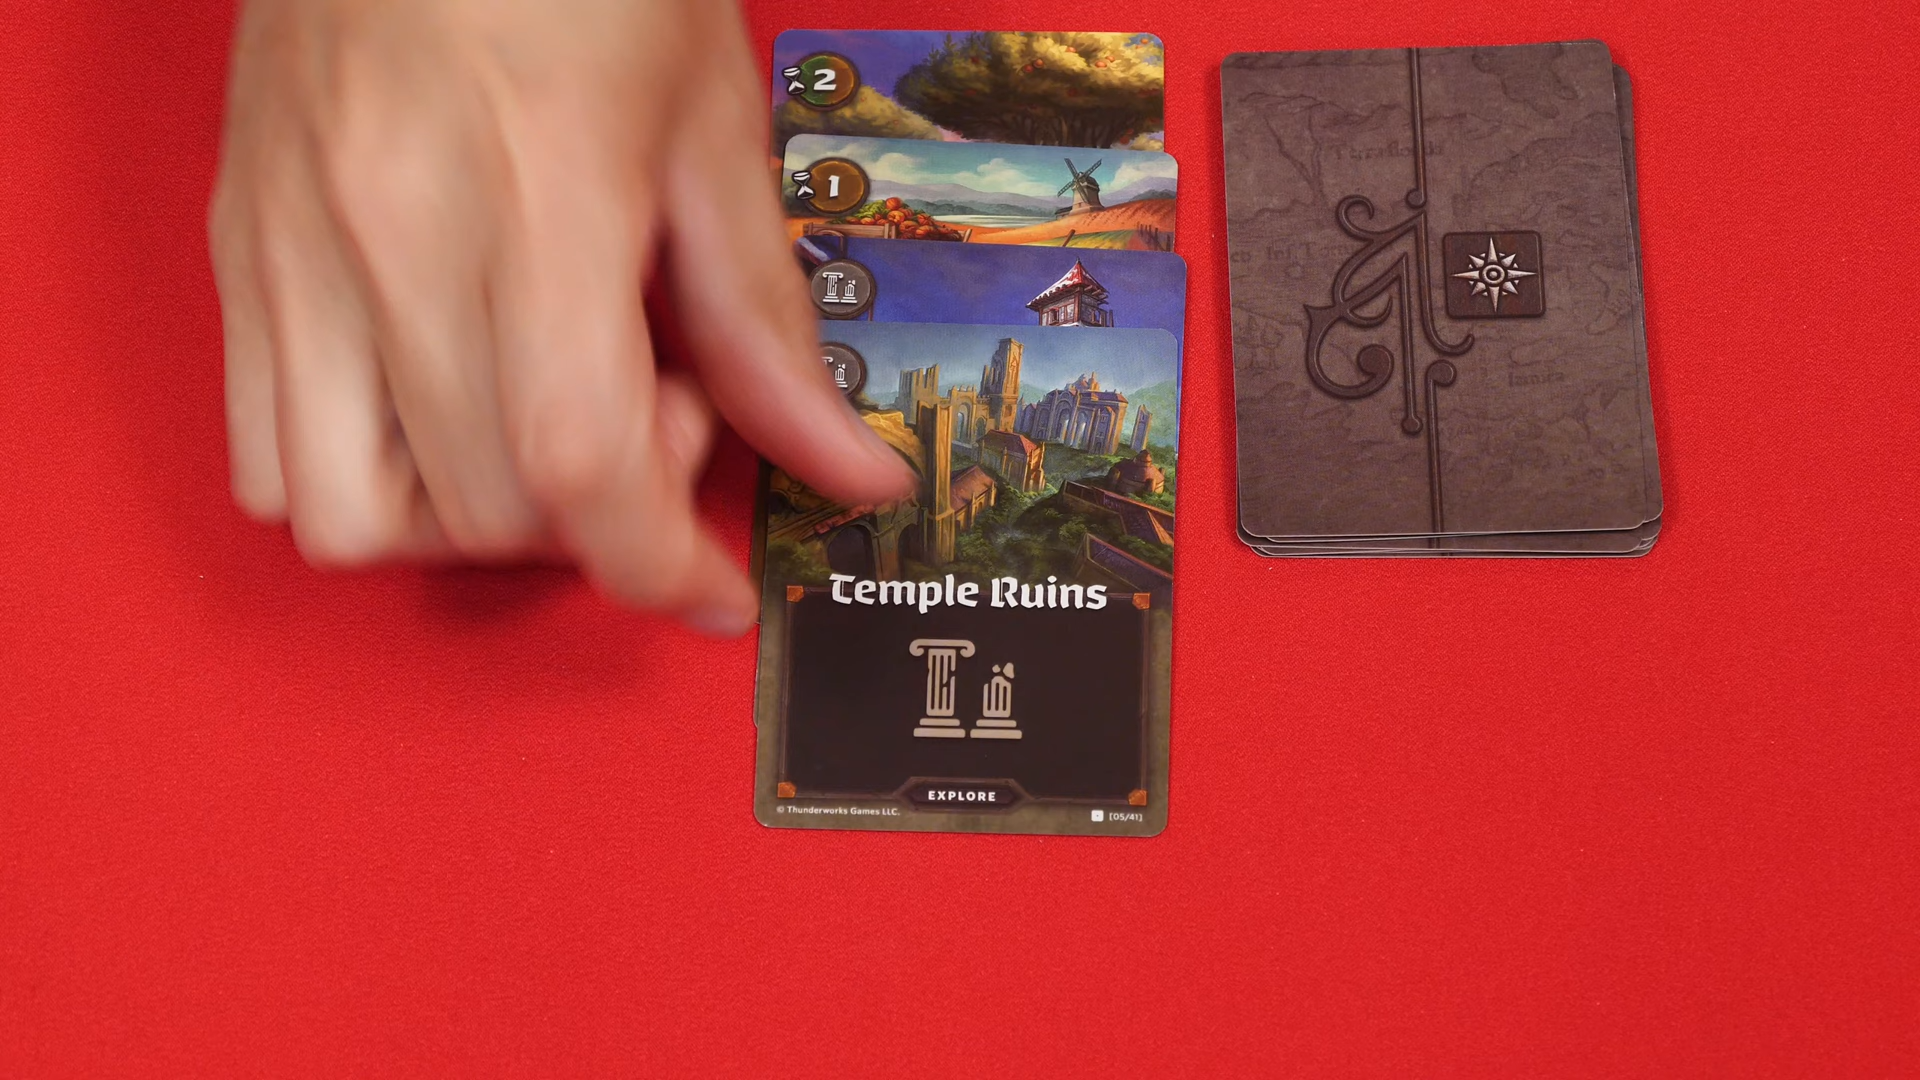 2
1
Temple Ruins
EXPLORE
© Thunderworks Games LLC.
[05/41]